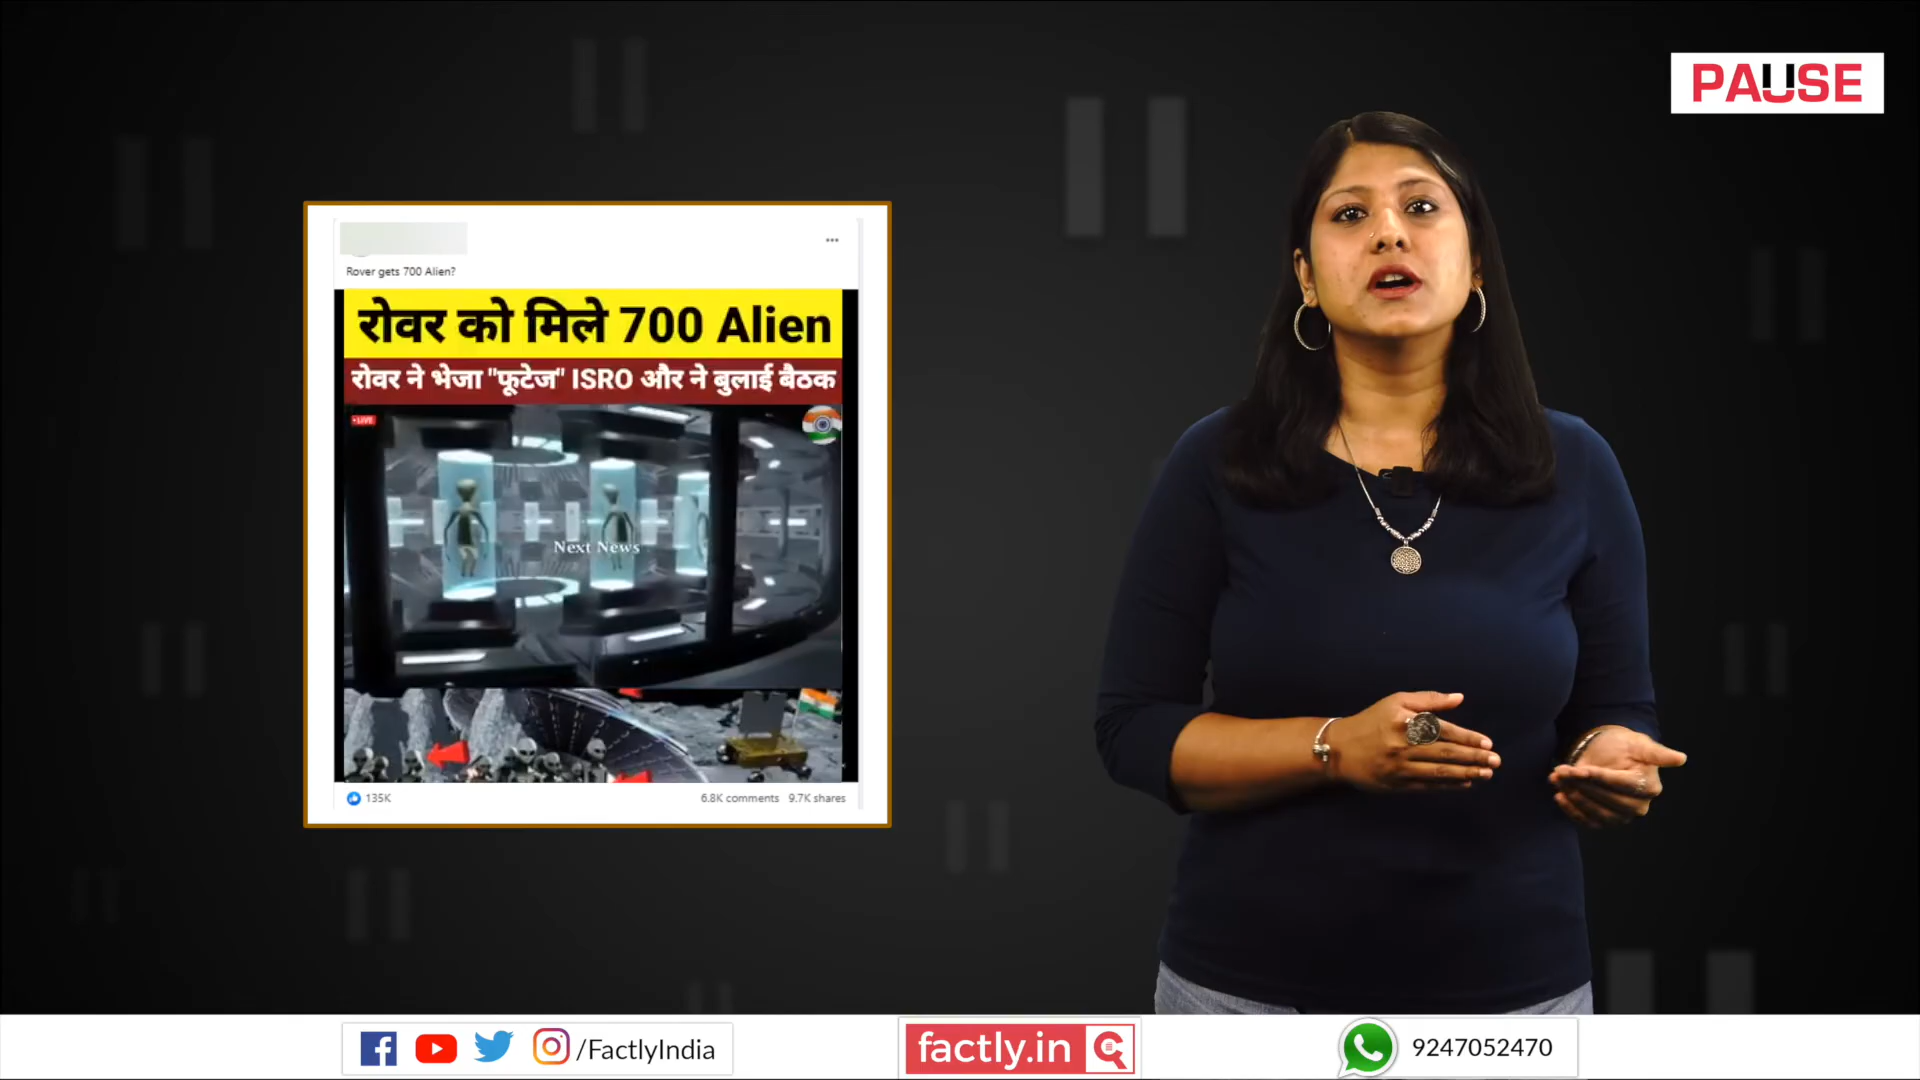 PAUSE
Rover gets 700 Alien?
रोवर को मिले 700 Alien
रोवर ने भेजा "फूटेज" ISRO और ने बुलाई बैठक
LIVE
Next News
135K
6.8K comments 9.7K shares
/FactlyIndia
factly.in
9247052470